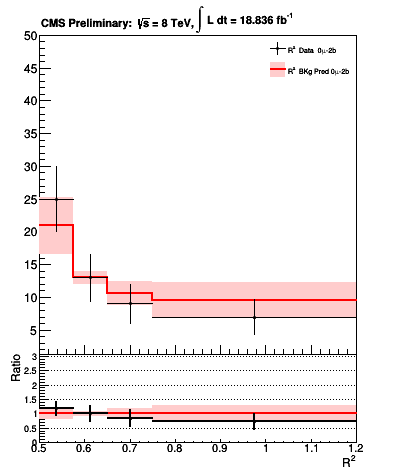 CMS Preliminary: √s = 8 TeV, ∫ L dt = 18.836 fb⁻¹
50
R² Data 0μ-2b
R² BKg Pred 0μ-2b
45
40
35
30
25
20
15
10
5
Ratio
3
2.5
2
1.5
1
0.5
0
0.5 0.6 0.7 0.8 0.9 1 1.1 1.2
R²